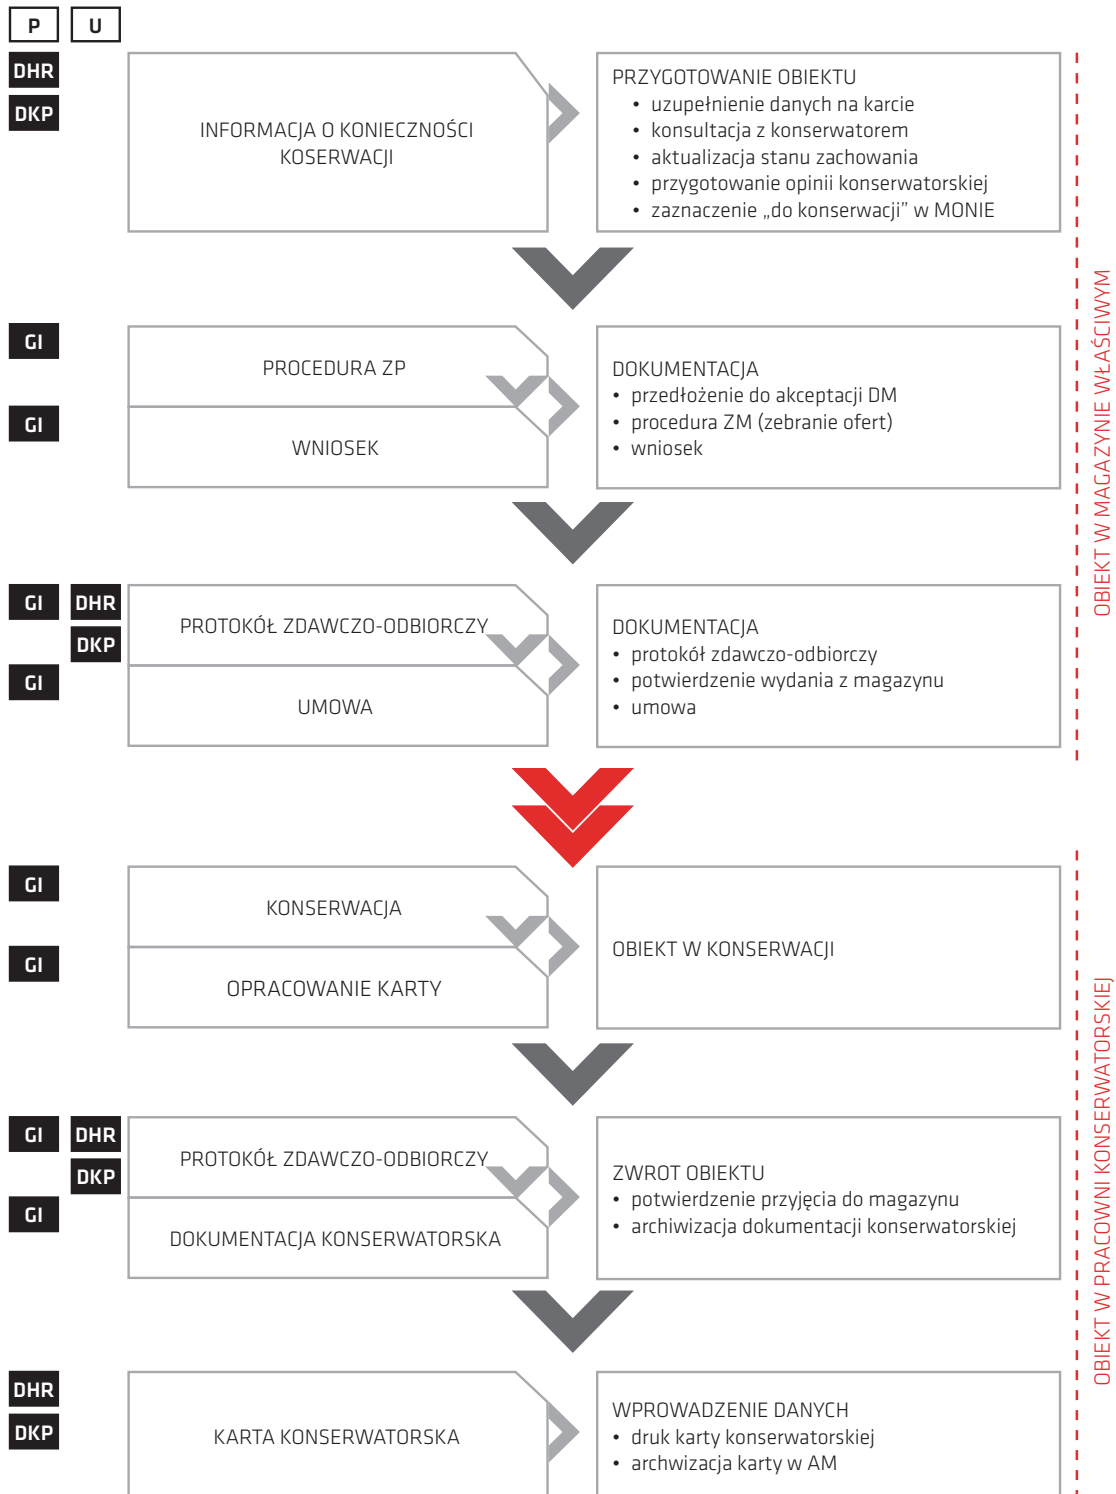 P U
DHR
DKP
INFORMACJA O KONIECZNOŚCI
KOSERWACJI
PRZYGOTOWANIE OBIEKTU
• uzupełnienie danych na karcie
• konsultacja z konserwatorem
• aktualizacja stanu zachowania
• przygotowanie opinii konserwatorskiej
• zaznaczenie „do konserwacji” w MONIE
GI
PROCEDURA ZP
GI
WNIOSEK
DOKUMENTACJA
• przedłożenie do akceptacji DM
• procedura ZM (zebranie ofert)
• wniosek
GI DHR
DKP
PROTOKÓŁ ZDAWCZO-ODBIORCZY
GI
UMOWA
DOKUMENTACJA
• protokół zdawczo-odbiorczy
• potwierdzenie wydania z magazynu
• umowa
OBIEKT W MAGAZYNIE WŁAŚCIWYM
GI
KONSERWACJA
GI
OPRACOWANIE KARTY
OBIEKT W KONSERWACJI
GI DHR
DKP
PROTOKÓŁ ZDAWCZO-ODBIORCZY
GI
DOKUMENTACJA KONSERWATORSKA
ZWROT OBIEKTU
• potwierdzenie przyjęcia do magazynu
• archiwizacja dokumentacji konserwatorskiej
DHR
DKP
KARTA KONSERWATORSKA
WPROWADZENIE DANYCH
• druk karty konserwatorskiej
• archwizacja karty w AM
OBIEKT W PRACOWNI KONSERWATORSKIEJ